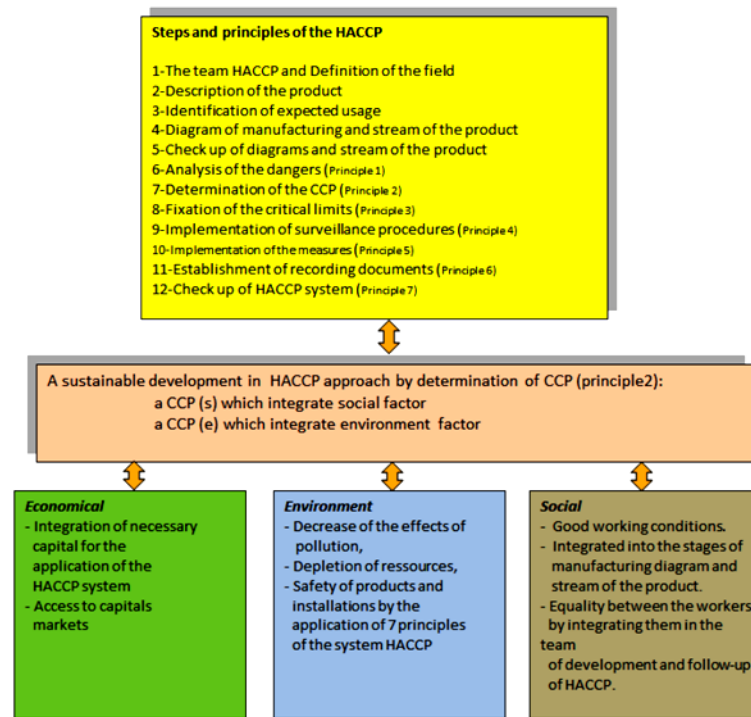 Steps and principles of the HACCP
1-The team HACCP and Definition of the field
2-Description of the product
3-Identification of expected usage
4-Diagram of manufacturing and stream of the product
5-Check up of diagrams and stream of the product
6-Analysis of the dangers (Principle 1)
7-Determination of the CCP (Principle 2)
8-Fixation of the critical limits (Principle 3)
9-Implementation of surveillance procedures (Principle 4)
10-Implementation of the measures (Principle 5)
11-Establishment of recording documents (Principle 6)
12-Check up of HACCP system (Principle 7)
A sustainable development in HACCP approach by determination of CCP (principle2):
a CCP (s) which integrate social factor
a CCP (e) which integrate environment factor
Economical
- Integration of necessary
capital for the
application of the
HACCP system
- Access to capitals
markets
Environment
- Decrease of the effects of
pollution,
- Depletion of ressources,
- Safety of products and
installations by the
application of 7 principles
of the system HACCP
Social
- Good working conditions.
- Integrated into the stages of
manufacturing diagram and
stream of the product.
- Equality between the workers
by integrating them in the
team
of development and follow-up
of HACCP.